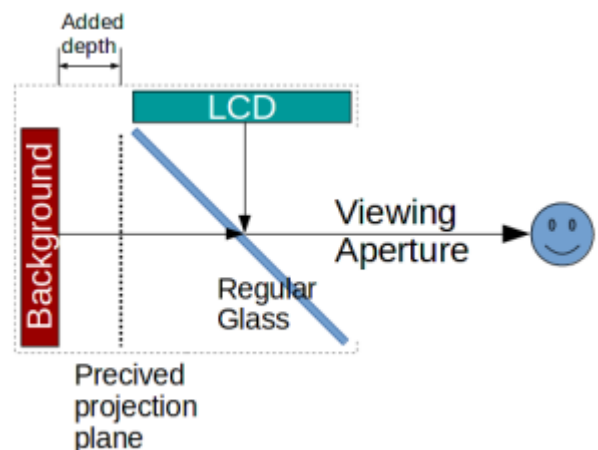 Added
depth
LCD
Background
Viewing
Aperture
Regular
Glass
Precived
projection
plane